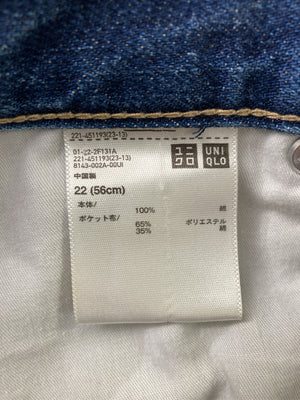 221-451193(23-13)
01-22-2F131A
221-451193(23-13)
8143-002A-00UI
ユニクロ
UNIQLO
中国製
22 (56cm)
本体/
100% 綿
ポケット布/
65% ポリエステル
35% 綿